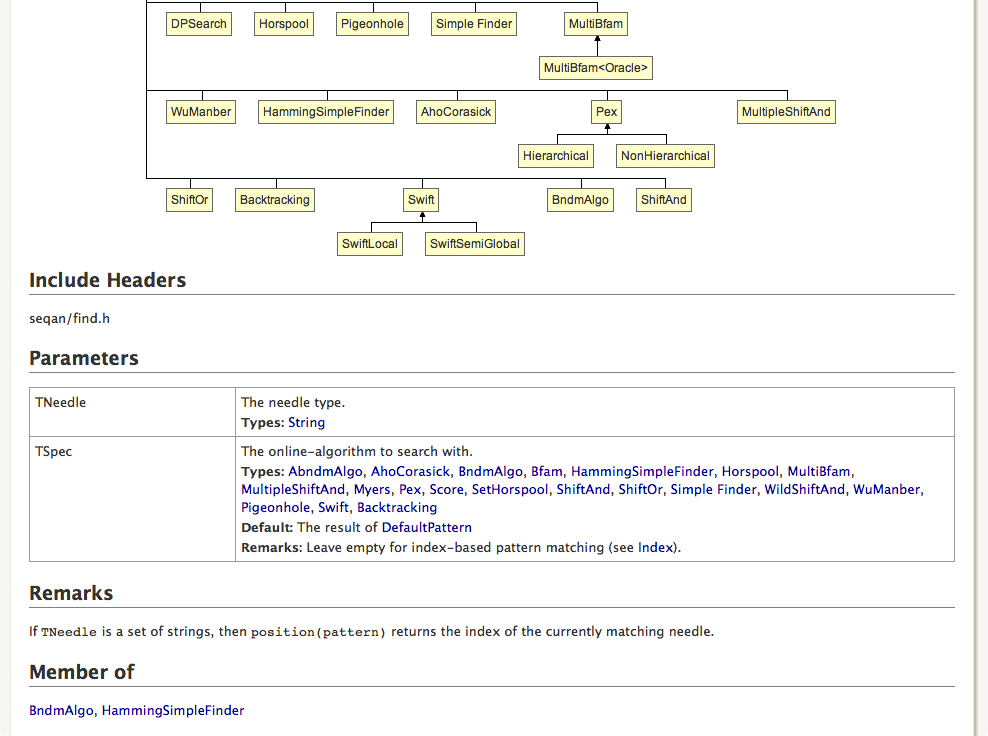 DPSearch Horspool Pigeonhole Simple Finder MultiBfam
MultiBfam<Oracle>
WuManber HammingSimpleFinder AhoCorasick Pex MultipleShiftAnd
Hierarchical NonHierarchical
ShiftOr Backtracking Swift BndmAlgo ShiftAnd
SwiftLocal SwiftSemiGlobal
Include Headers
seqan/find.h
Parameters
TNeedle The needle type.
Types: String
TSpec The online-algorithm to search with.
Types: AbndmAlgo, AhoCorasick, BndmAlgo, Bfam, HammingSimpleFinder, Horspool, MultiBfam,
MultipleShiftAnd, Myers, Pex, Score, SetHorspool, ShiftAnd, ShiftOr, Simple Finder, WildShiftAnd, WuManber,
Pigeonhole, Swift, Backtracking
Default: The result of DefaultPattern
Remarks: Leave empty for index-based pattern matching (see Index).
Remarks
If TNeedle is a set of strings, then position(pattern) returns the index of the currently matching needle.
Member of
BndmAlgo, HammingSimpleFinder